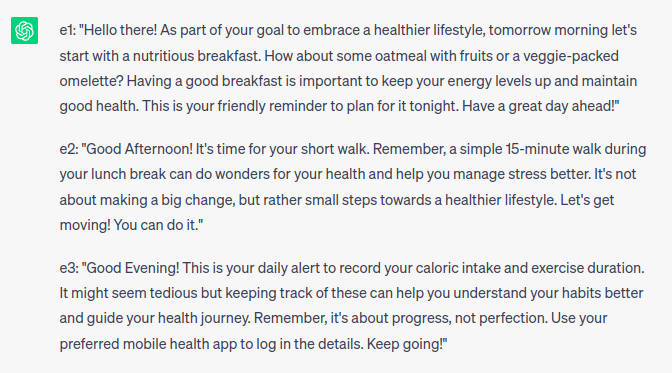 e1: "Hello there! As part of your goal to embrace a healthier lifestyle, tomorrow morning let's
start with a nutritious breakfast. How about some oatmeal with fruits or a veggie-packed
omelette? Having a good breakfast is important to keep your energy levels up and maintain
good health. This is your friendly reminder to plan for it tonight. Have a great day ahead!"
e2: "Good Afternoon! It's time for your short walk. Remember, a simple 15-minute walk during
your lunch break can do wonders for your health and help you manage stress better. It's not
about making a big change, but rather small steps towards a healthier lifestyle. Let's get
moving! You can do it."
e3: "Good Evening! This is your daily alert to record your caloric intake and exercise duration.
It might seem tedious but keeping track of these can help you understand your habits better
and guide your health journey. Remember, it's about progress, not perfection. Use your
preferred mobile health app to log in the details. Keep going!"